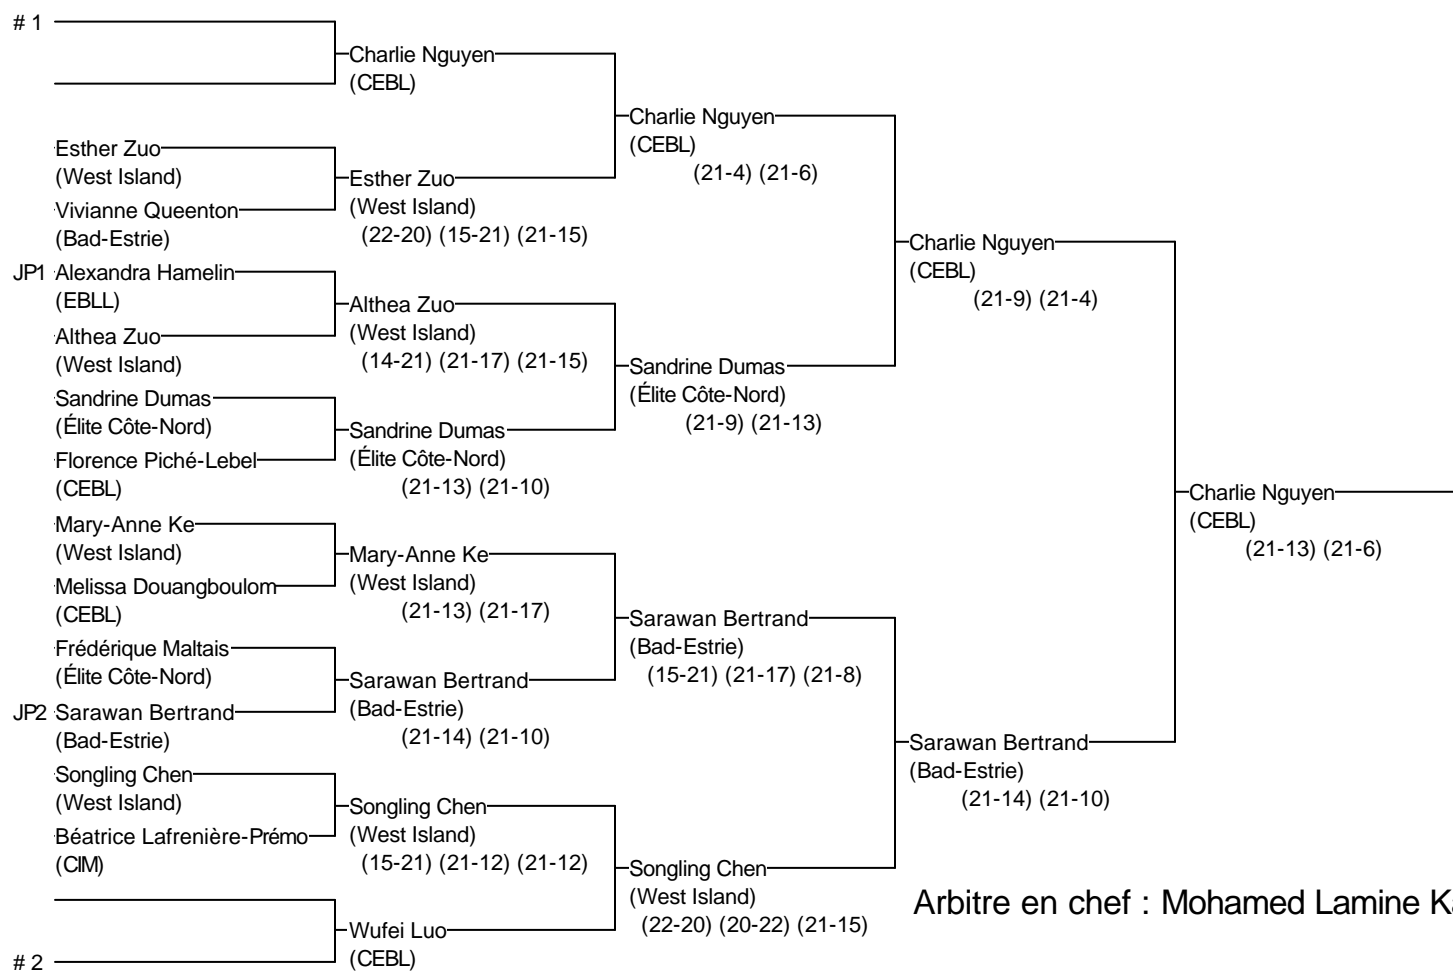 # 1
Charlie Nguyen
(CEBL)
Esther Zuo
(West Island)
Vivianne Queenton
(Bad-Estrie)
Esther Zuo
(West Island)
(22-20) (15-21) (21-15)
Charlie Nguyen
(CEBL)
(21-4) (21-6)
JP1 Alexandra Hamelin
(EBLL)
Althea Zuo
(West Island)
Althea Zuo
(West Island)
(14-21) (21-17) (21-15)
Sandrine Dumas
(Élite Côte-Nord)
Florence Piché-Lebel
(CEBL)
Sandrine Dumas
(Élite Côte-Nord)
(21-13) (21-10)
Sandrine Dumas
(Élite Côte-Nord)
(21-9) (21-13)
Charlie Nguyen
(CEBL)
(21-9) (21-4)
Mary-Anne Ke
(West Island)
Melissa Douangboulom
(CEBL)
Mary-Anne Ke
(West Island)
(21-13) (21-17)
Frédérique Maltais
(Élite Côte-Nord)
JP2 Sarawan Bertrand
(Bad-Estrie)
Sarawan Bertrand
(Bad-Estrie)
(21-14) (21-10)
Sarawan Bertrand
(Bad-Estrie)
(15-21) (21-17) (21-8)
Songling Chen
(West Island)
Béatrice Lafrenière-Prémo
(CIM)
Songling Chen
(West Island)
(15-21) (21-12) (21-12)
# 2
Wufei Luo
(CEBL)
Songling Chen
(West Island)
(22-20) (20-22) (21-15)
Sarawan Bertrand
(Bad-Estrie)
(21-14) (21-10)
Charlie Nguyen
(CEBL)
(21-13) (21-6)
Arbitre en chef : Mohamed Lamine